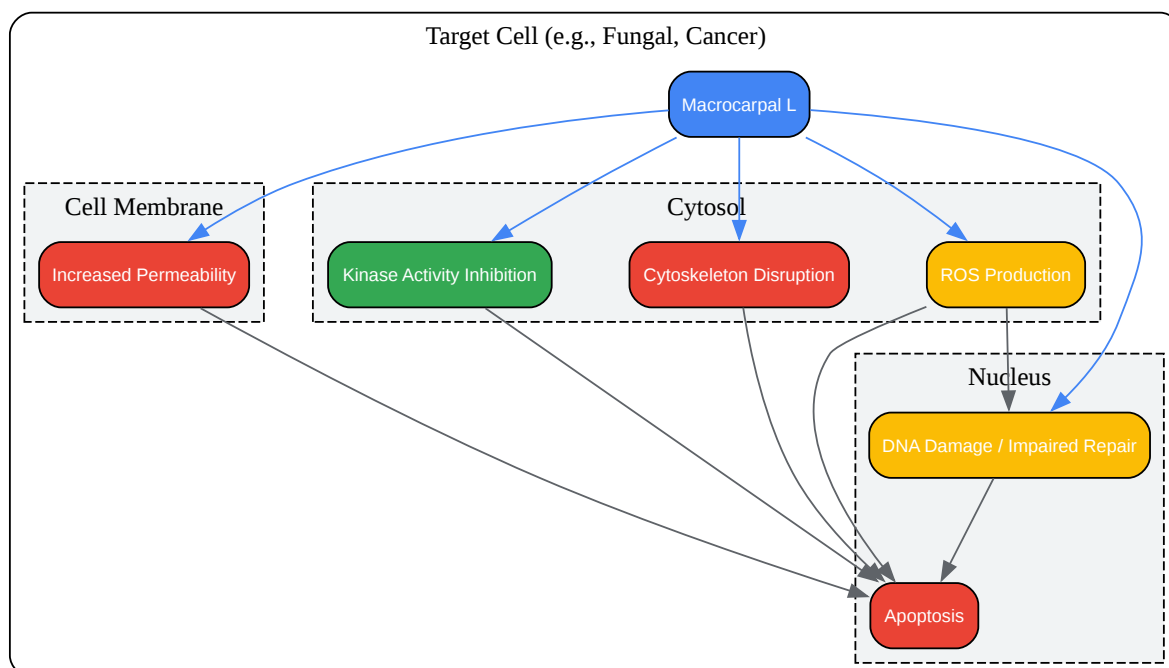 Target Cell (e.g., Fungal, Cancer)
Macrocarpal L
Cell Membrane
Cytosol
Increased Permeability
Kinase Activity Inhibition
Cytoskeleton Disruption
ROS Production
Nucleus
DNA Damage / Impaired Repair
Apoptosis